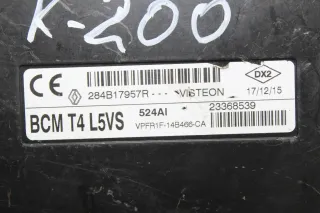 K-200
CE 284B17957R--- VISTEON DX2 17/12/15
BCM T4 L5VS 524AI 23368539
VPFR1F-14B466-CA